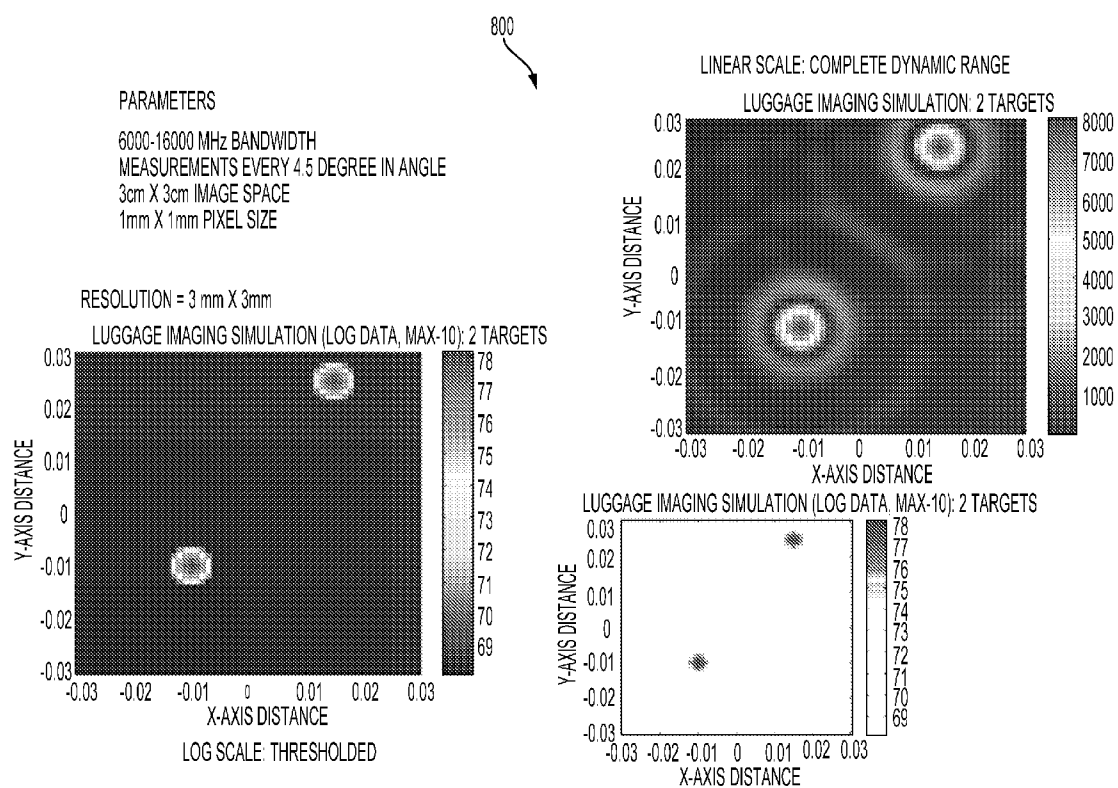 800
PARAMETERS
6000-16000 MHz BANDWIDTH
MEASUREMENTS EVERY 4.5 DEGREE IN ANGLE
3cm X 3cm IMAGE SPACE
1mm X 1mm PIXEL SIZE
RESOLUTION = 3 mm X 3mm
LUGGAGE IMAGING SIMULATION (LOG DATA, MAX-10): 2 TARGETS
0.03
0.02
0.01
0
-0.01
-0.02
-0.03
Y-AXIS DISTANCE
-0.03 -0.02 -0.01 0 0.01 0.02 0.03
X-AXIS DISTANCE
78
77
76
75
74
73
72
71
70
69
LOG SCALE: THRESHOLDED
LINEAR SCALE: COMPLETE DYNAMIC RANGE
LUGGAGE IMAGING SIMULATION: 2 TARGETS
0.03
0.02
0.01
0
-0.01
-0.02
-0.03
Y-AXIS DISTANCE
-0.03 -0.02 -0.01 0 0.01 0.02 0.03
X-AXIS DISTANCE
8000
7000
6000
5000
4000
3000
2000
1000
LUGGAGE IMAGING SIMULATION (LOG DATA, MAX-10): 2 TARGETS
0.03
0.02
0.01
0
-0.01
-0.02
-0.03
Y-AXIS DISTANCE
-0.03 -0.02 -0.01 0 0.01 0.02 0.03
X-AXIS DISTANCE
78
77
76
75
74
73
72
71
70
69